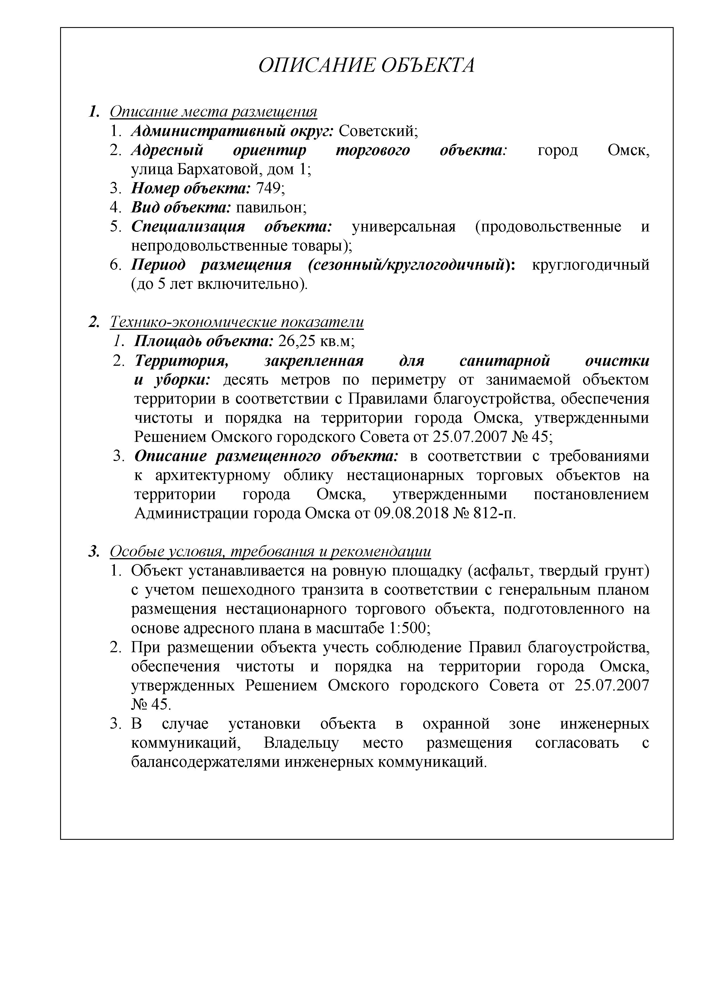 ОПИСАНИЕ ОБЪЕКТА
1. Описание места размещения
1. Административный округ: Советский;
2. Адресный ориентир торгового объекта: город Омск,
улица Бархатовой, дом 1;
3. Номер объекта: 749;
4. Вид объекта: павильон;
5. Специализация объекта: универсальная (продовольственные и
непродовольственные товары);
6. Период размещения (сезонный/круглогодичный): круглогодичный
(до 5 лет включительно).
2. Технико-экономические показатели
1. Площадь объекта: 26,25 кв.м;
2. Территория, закрепленная для санитарной очистки
и уборки: десять метров по периметру от занимаемой объектом
территории в соответствии с Правилами благоустройства, обеспечения
чистоты и порядка на территории города Омска, утвержденными
Решением Омского городского Совета от 25.07.2007 № 45;
3. Описание размещенного объекта: в соответствии с требованиями
к архитектурному облику нестационарных торговых объектов на
территории города Омска, утвержденными постановлением
Администрации города Омска от 09.08.2018 № 812-п.
3. Особые условия, требования и рекомендации
1. Объект устанавливается на ровную площадку (асфальт, твердый грунт)
с учетом пешеходного транзита в соответствии с генеральным планом
размещения нестационарного торгового объекта, подготовленного на
основе адресного плана в масштабе 1:500;
2. При размещении объекта учесть соблюдение Правил благоустройства,
обеспечения чистоты и порядка на территории города Омска,
утвержденных Решением Омского городского Совета от 25.07.2007
№ 45.
3. В случае установки объекта в охранной зоне инженерных
коммуникаций, Владельцу место размещения согласовать с
балансодержателями инженерных коммуникаций.